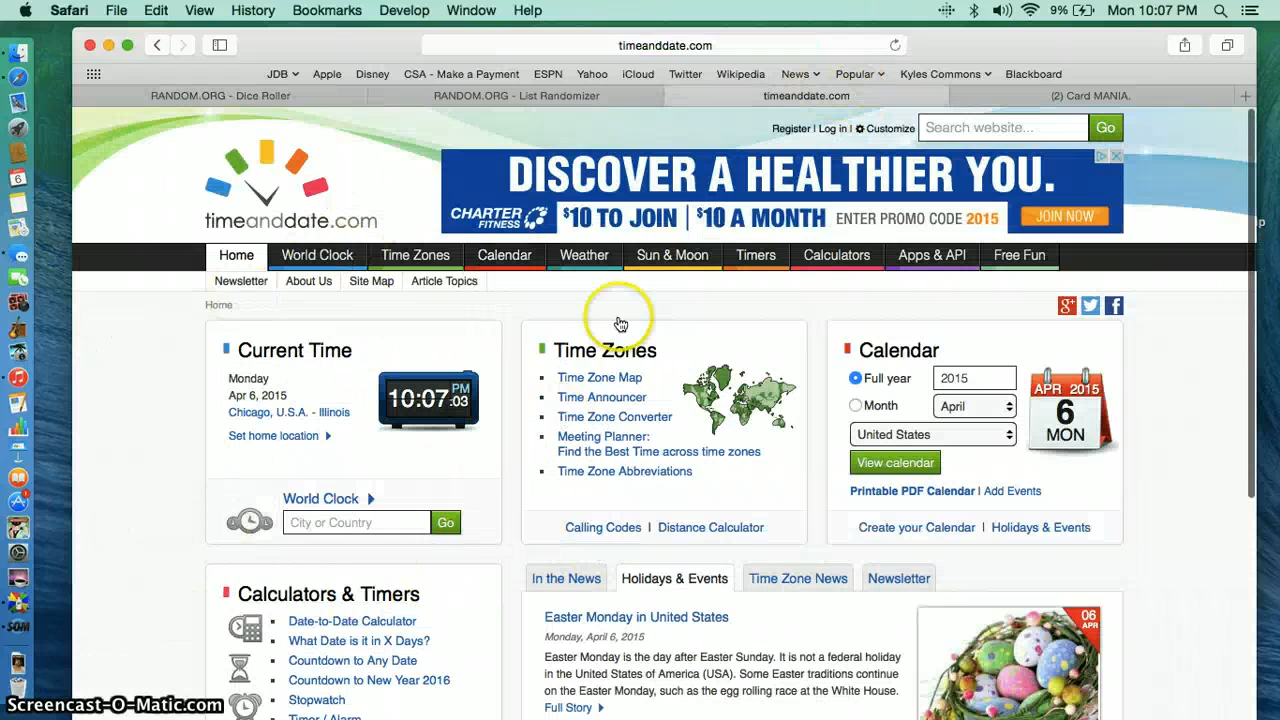 Safari File Edit View History Bookmarks Develop Window Help 9% Mon 10:07 PM
timeanddate.com
JDB Apple Disney CSA - Make a Payment ESPN Yahoo iCloud Twitter Wikipedia News Popular Kyles Commons Blackboard
RANDOM.ORG - Dice Roller RANDOM.ORG - List Randomizer timeanddate.com (2) Card MANIA.
Register | Log in | Customize Search website... Go
DISCOVER A HEALTHIER YOU.
CHARTER FITNESS $10 TO JOIN | $10 A MONTH ENTER PROMO CODE 2015 JOIN NOW
timeanddate.com
Home World Clock Time Zones Calendar Weather Sun & Moon Timers Calculators Apps & API Free Fun
Newsletter About Us Site Map Article Topics
Home
Current Time
Monday
Apr 6, 2015
Chicago, U.S.A. - Illinois
Set home location
10:07 PM :03
World Clock
City or Country Go
Time Zones
Time Zone Map
Time Announcer
Time Zone Converter
Meeting Planner:
Find the Best Time across time zones
Time Zone Abbreviations
Calling Codes | Distance Calculator
Calendar
Full year 2015
Month April
United States
View calendar
APR 2015
6
MON
Printable PDF Calendar | Add Events
Create your Calendar | Holidays & Events
Calculators & Timers
Date-to-Date Calculator
What Date is it in X Days?
Countdown to Any Date
Countdown to New Year 2016
Stopwatch
Timer / Alarm
In the News Holidays & Events Time Zone News Newsletter
Easter Monday in United States
Monday, April 6, 2015
Easter Monday is the day after Easter Sunday. It is not a federal holiday
in the United States of America (USA). Some Easter traditions continue
on the Easter Monday, such as the egg rolling race at the White House.
Full Story
06
APR
Screencast-O-Matic.com